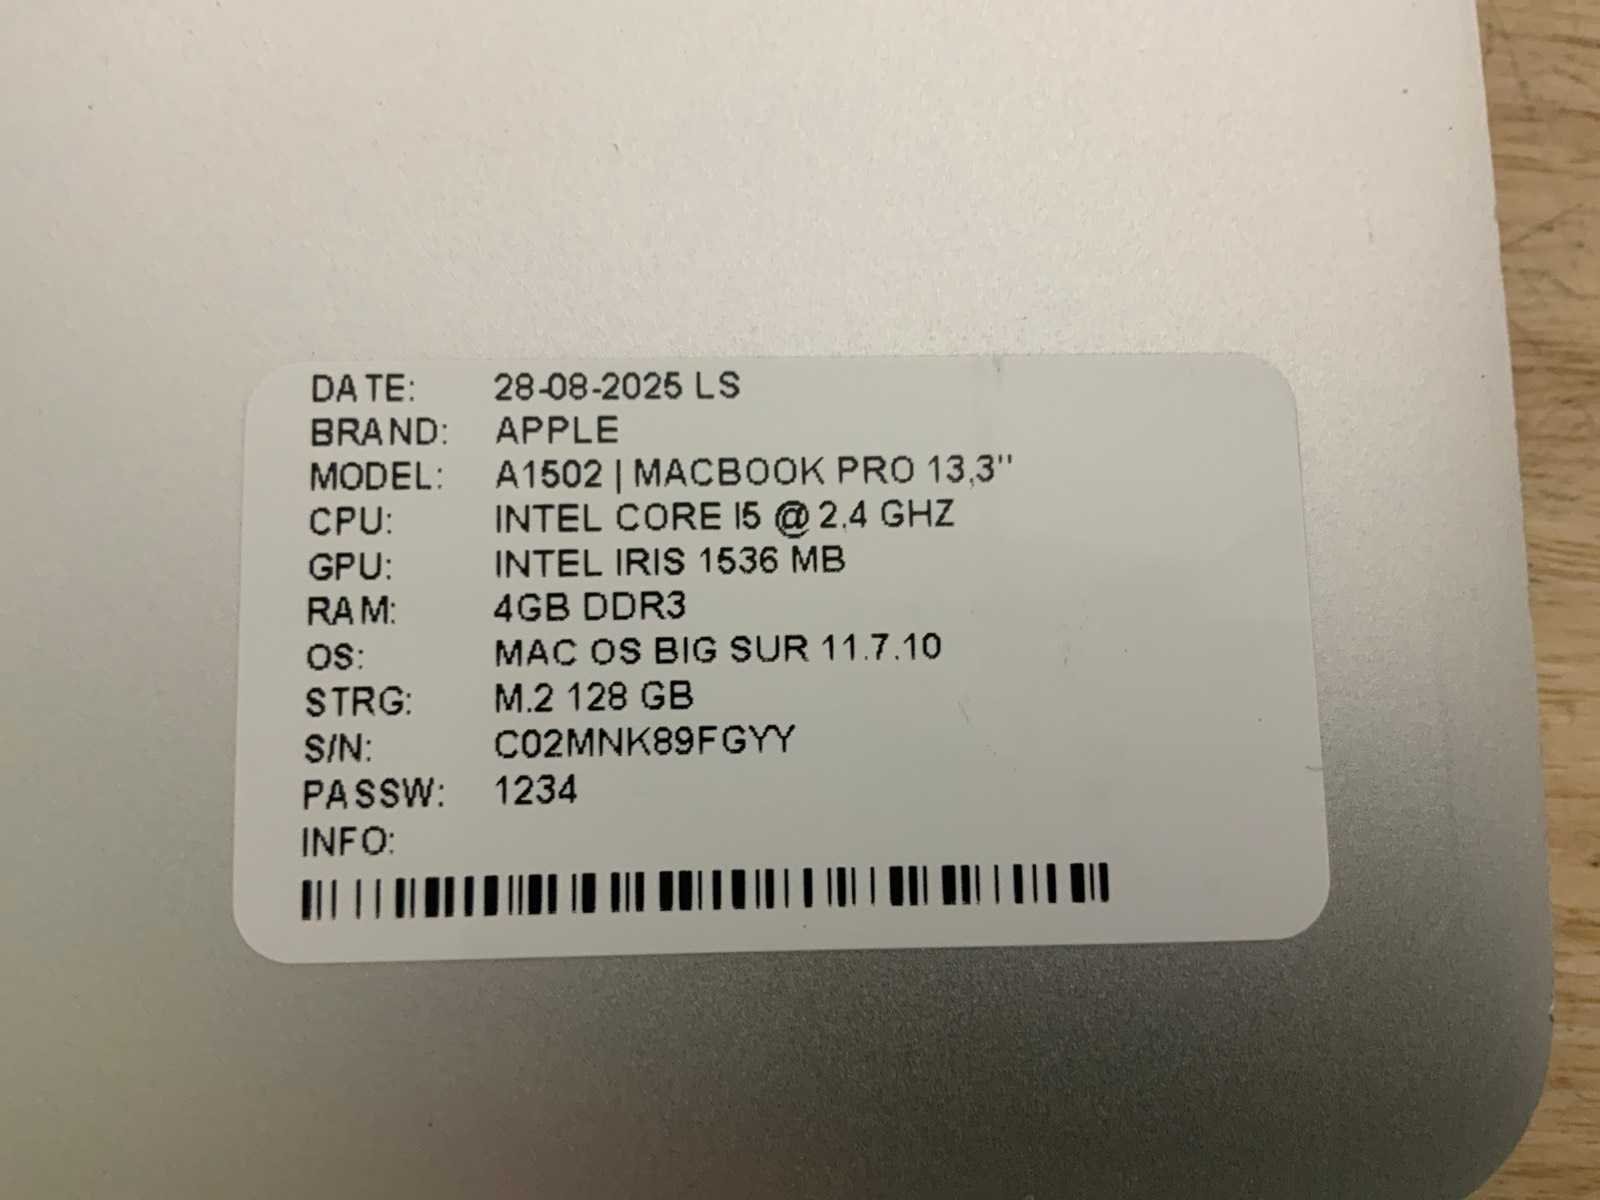 DATE: 28-08-2025 LS
BRAND: APPLE
MODEL: A1502 | MACBOOK PRO 13,3"
CPU: INTEL CORE I5 @ 2.4 GHZ
GPU: INTEL IRIS 1536 MB
RAM: 4GB DDR3
OS: MAC OS BIG SUR 11.7.10
STRG: M.2 128 GB
S/N: C02MNK89FGYY
PASSW: 1234
INFO: